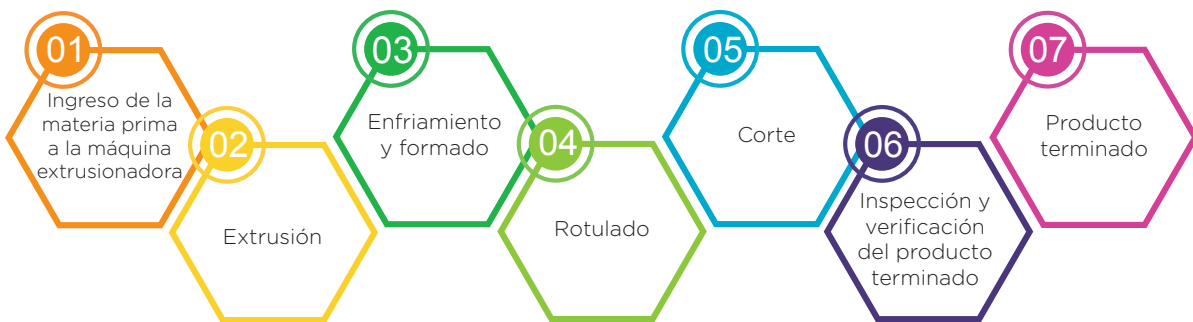 01
Ingreso de la
materia prima
a la máquina
extrusionadora
02
Extrusión
03
Enfriamiento
y formado
04
Rotulado
05
Corte
06
Inspección y
verificación
del producto
terminado
07
Producto
terminado